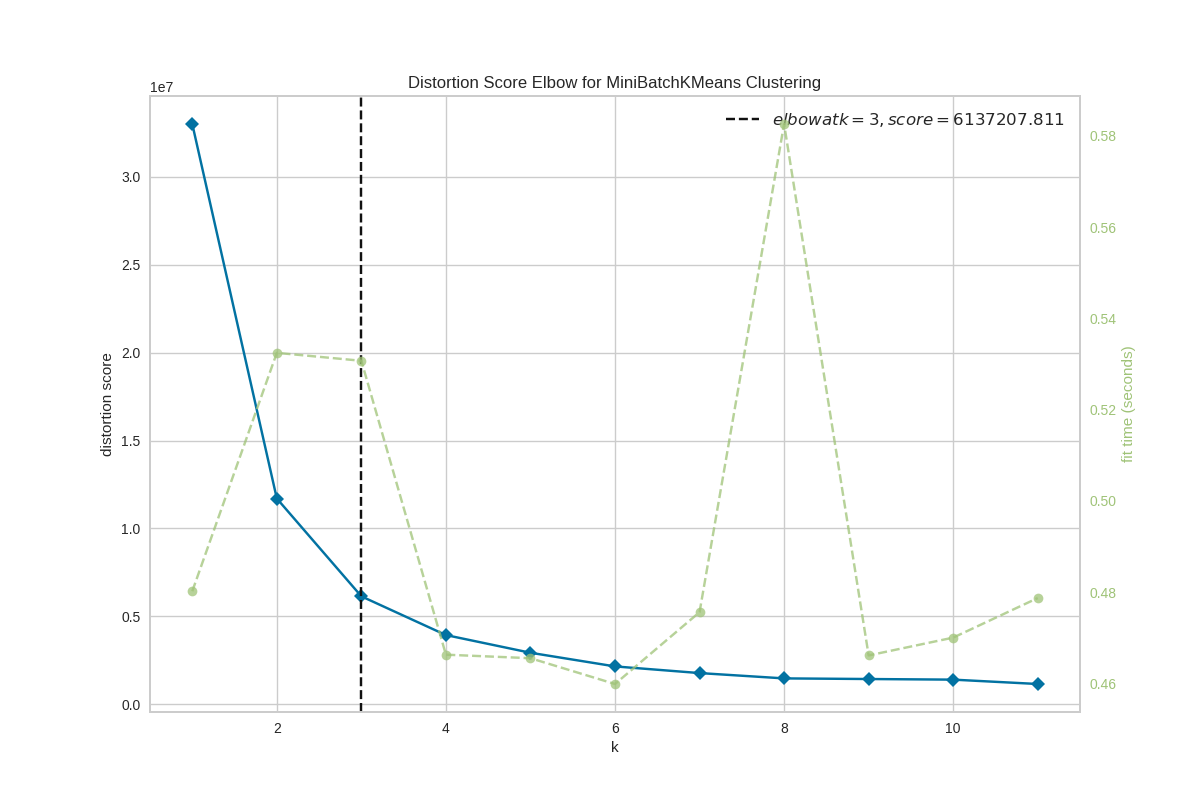 Distortion Score Elbow for MiniBatchKMeans Clustering
1e7
elbowatk = 3, score = 6137207.811
3.0
2.5
2.0
1.5
1.0
0.5
0.0
distortion score
0.58
0.56
0.54
0.52
0.50
0.48
0.46
fit time (seconds)
2 4 6 8 10
k